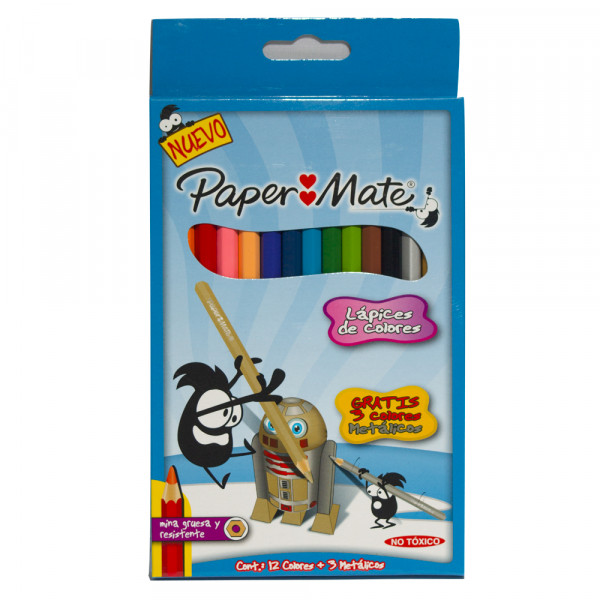 NUEVO
Paper Mate®
Lápices
de colores
GRATIS
3 colores
Metálicos
mina gruesa y
resistente
NO TÓXICO
Cont.: 12 Colores + 3 Metálicos